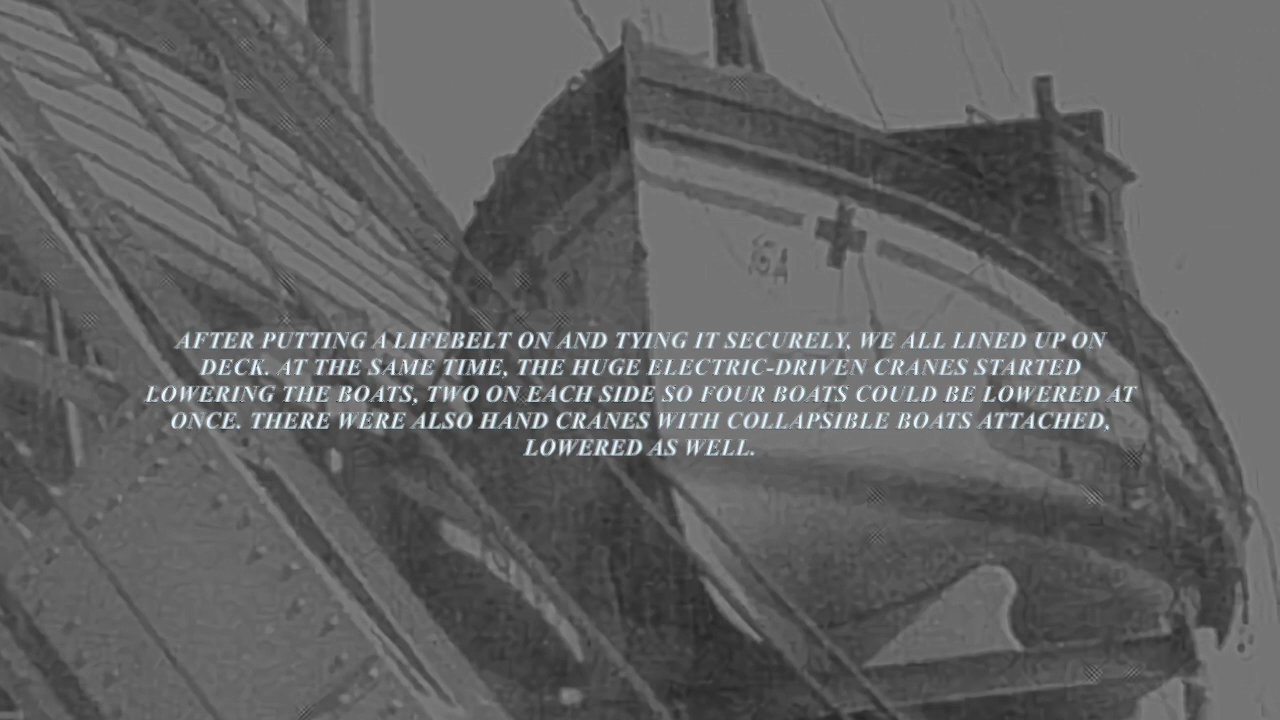 16A
AFTER PUTTING A LIFEBELT ON AND TYING IT SECURELY, WE ALL LINED UP ON
DECK. AT THE SAME TIME, THE HUGE ELECTRIC-DRIVEN CRANES STARTED
LOWERING THE BOATS, TWO ON EACH SIDE SO FOUR BOATS COULD BE LOWERED AT
ONCE. THERE WERE ALSO HAND CRANES WITH COLLAPSIBLE BOATS ATTACHED,
LOWERED AS WELL.